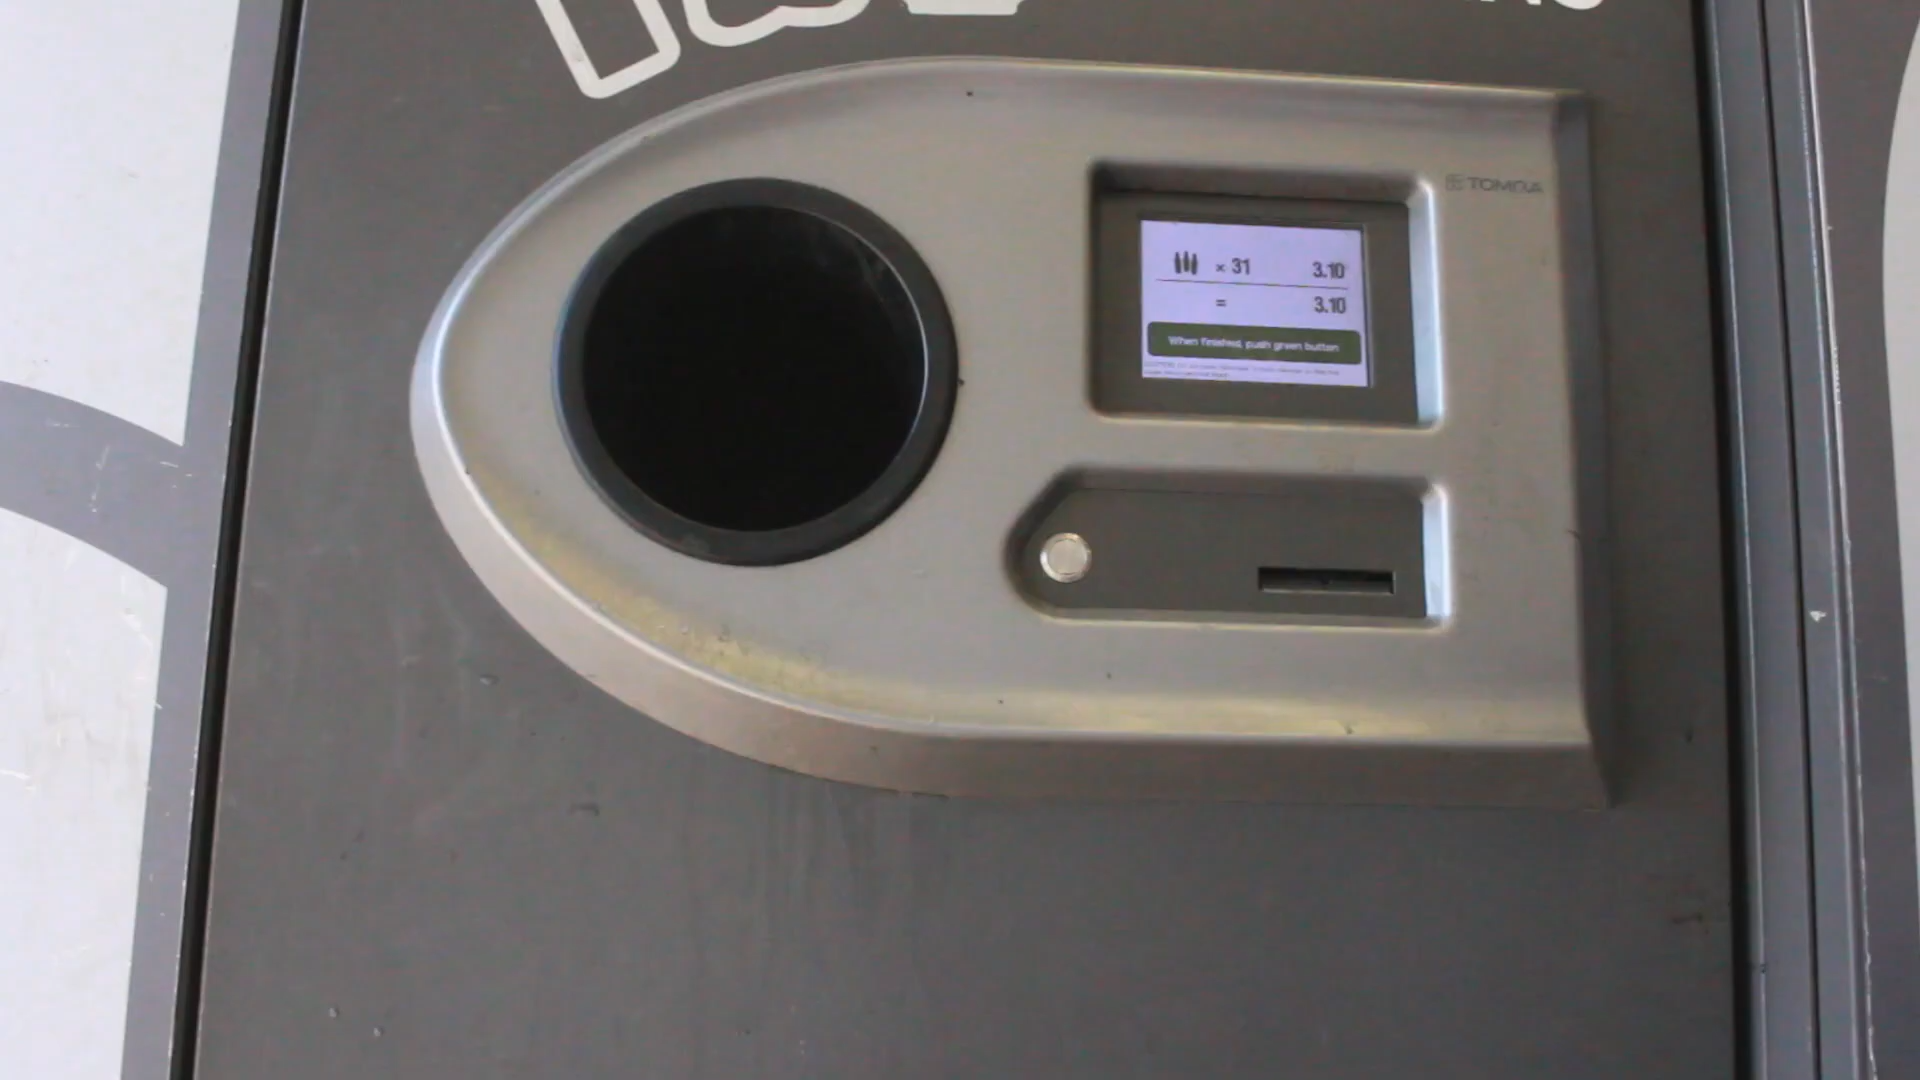 TOMRA
× 31 3.10
= 3.10
When finished, push green button